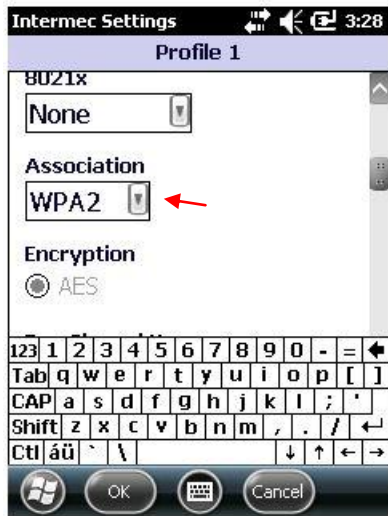 Intermec Settings 3:28
Profile 1
8021x
None
Association
WPA2
Encryption
AES
123 1 2 3 4 5 6 7 8 9 0 - = ←
Tab q w e r t y u i o p [ ]
CAP a s d f g h j k l ; '
Shift z x c v b n m , . / ↵
Ctl áü ` \ ↓ ↑ ← →
OK Cancel